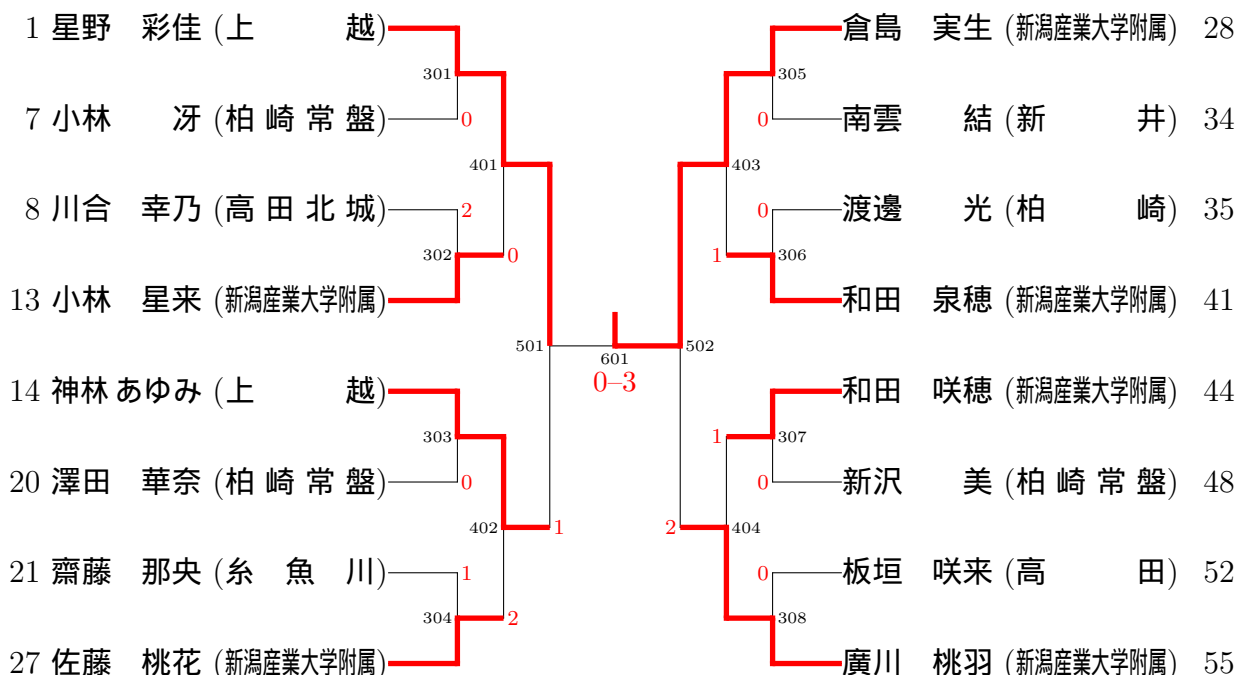 1 星野 彩佳 (上 越) 倉島 実生 (新潟産業大学附属) 28
301 305
7 小林 冴 (柏 崎 常 盤) 0 0 南雲 結 (新 井) 34
401 403
8 川合 幸乃 (高 田 北 城) 2 0 渡邊 光 (柏 崎) 35
302 0 1 306
13 小林 星来 (新潟産業大学附属) 和田 泉穂 (新潟産業大学附属) 41
501 601 502
0–3
14 神林 あゆみ (上 越) 和田 咲穂 (新潟産業大学附属) 44
303 1 307
20 澤田 華奈 (柏 崎 常 盤) 0 0 新沢 美 (柏 崎 常 盤) 48
402 1 2 404
21 齋藤 那央 (糸 魚 川) 1 0 板垣 咲来 (高 田) 52
304 2 308
27 佐藤 桃花 (新潟産業大学附属) 廣川 桃羽 (新潟産業大学附属) 55